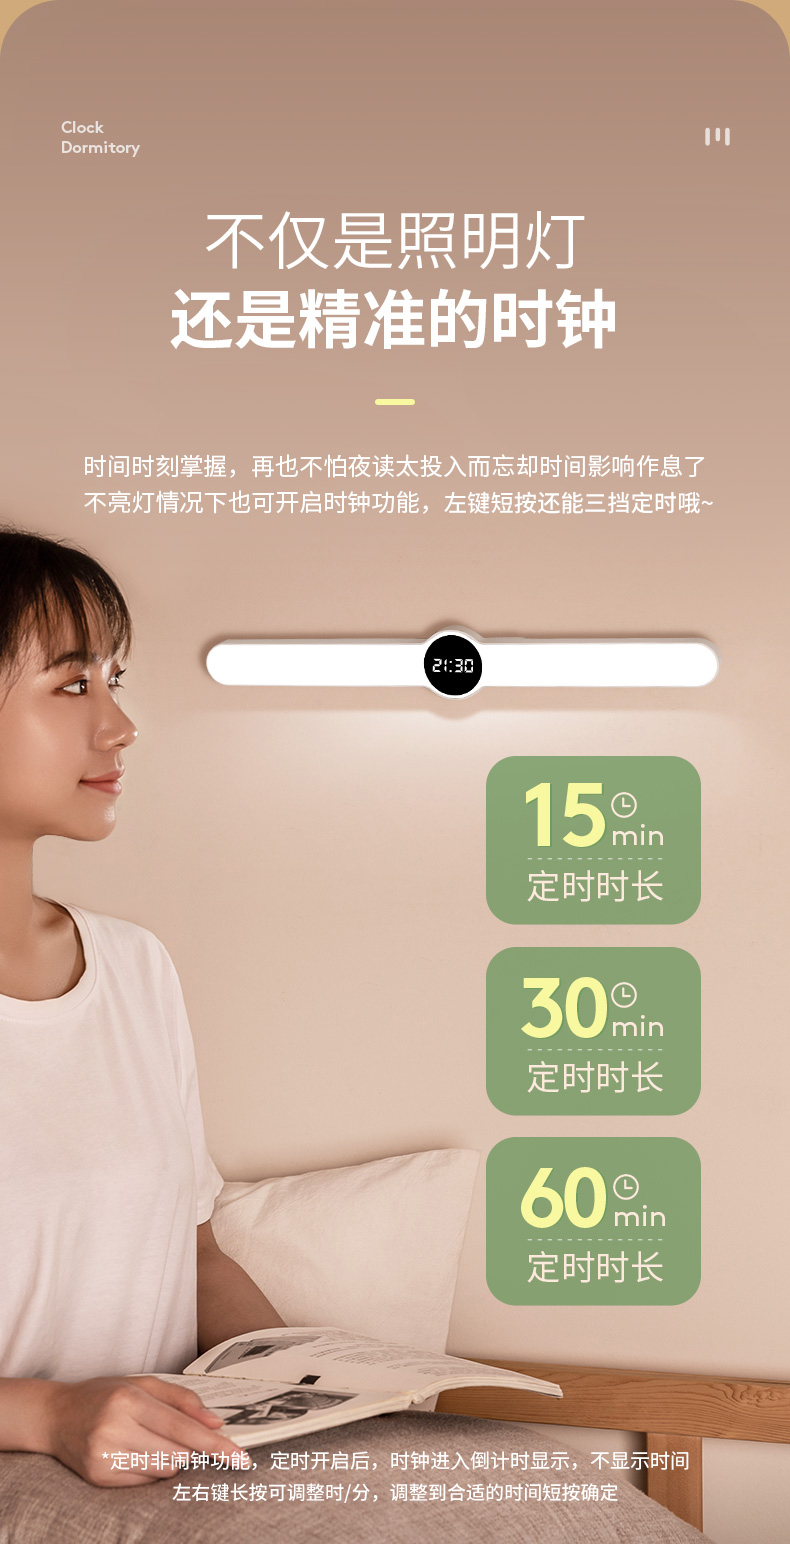 Clock
Dormitory
不仅是照明灯
还是精准的时钟
时间时刻掌握，再也不怕夜读太投入而忘却时间影响作息了
不亮灯情况下也可开启时钟功能，左键短按还能三挡定时哦~
21:30
15 min
定时时长
30 min
定时时长
60 min
定时时长
*定时非闹钟功能，定时开启后，时钟进入倒计时显示，不显示时间
左右键长按可调整时/分，调整到合适的时间短按确定